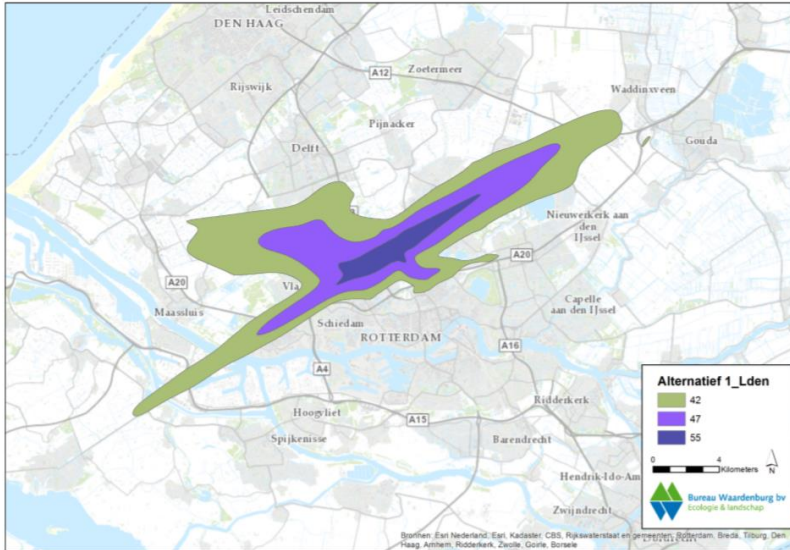 Leidschendam
DEN HAAG
A12
Zoetermeer
Rijswijk
Waddinxveen
Pijnacker
Gouda
Delft
Nieuwerkerk aan
den
IJssel
A20
A20
Vla
Maassluis
Capelle
aan den IJssel
Schiedam
ROTTERDAM
A16
A4
Hoogvliet
A15
Ridderkerk
Spijkenisse
Barendrecht
Hendrik-Ido-Am
Zwijndrecht
Alternatief 1_Lden
42
47
55
0 4
Kilometers
N
Bureau Waardenburg bv
Ecologie & landschap
Bronnen: Esri Nederland, Esri, Kadaster, CBS, Rijkswaterstaat en gemeenten: Rotterdam, Breda, Tilburg, Den
Haag, Arnhem, Ridderkerk, Zwolle, Goirle, Borsele